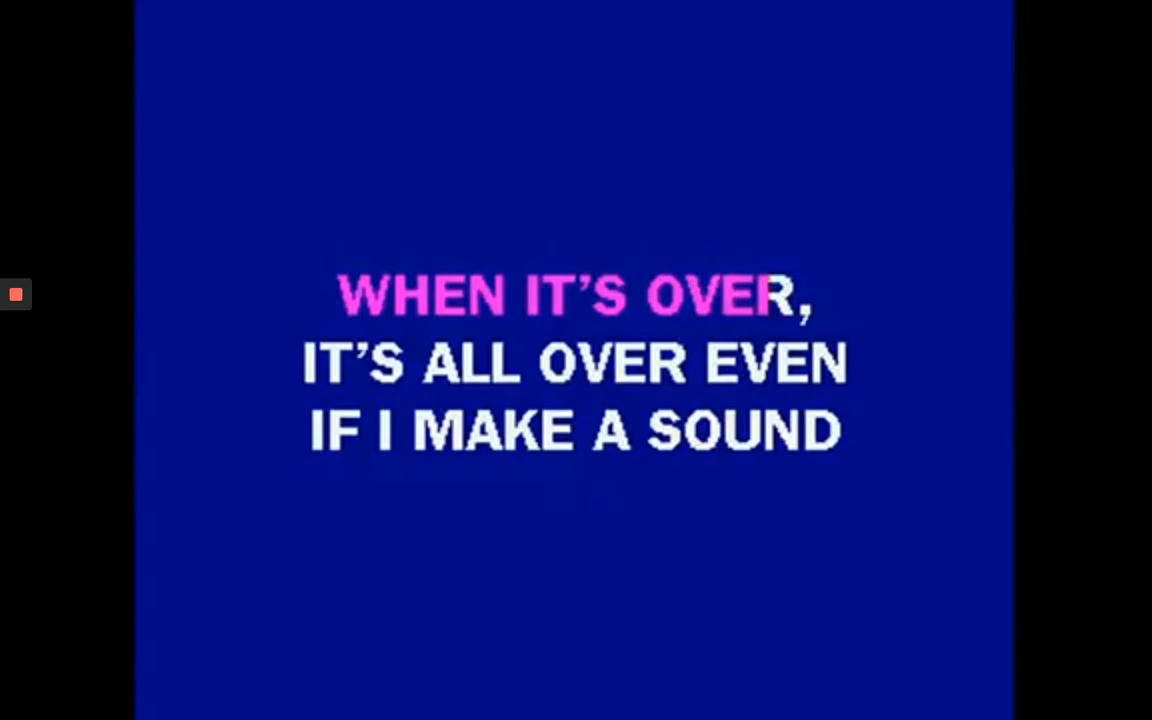 WHEN IT’S OVER,
IT’S ALL OVER EVEN
IF I MAKE A SOUND